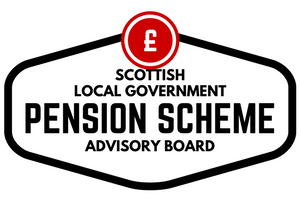 £
SCOTTISH
LOCAL GOVERNMENT
PENSION SCHEME
ADVISORY BOARD